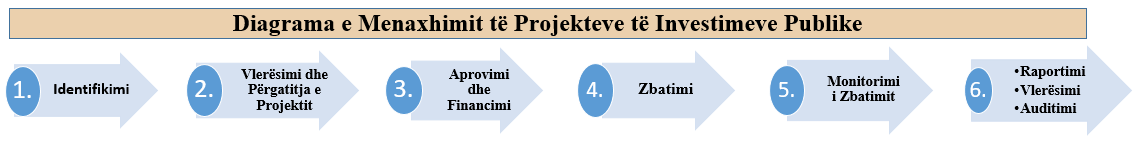 Diagrama e Menaxhimit të Projekteve të Investimeve Publike
1. Identifikimi
2. Vlerësimi dhe
Përgatitja e
Projektit
3. Aprovimi
dhe
Financimi
4. Zbatimi
5. Monitorimi
i Zbatimit
6. •Raportimi
•Vlerësimi
•Auditimi